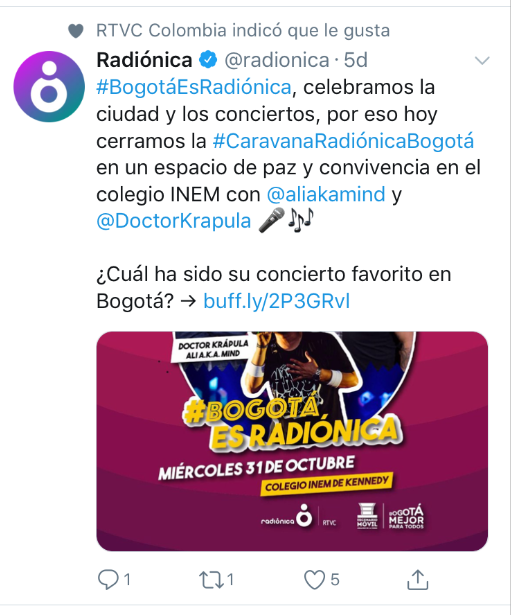 RTVC Colombia indicó que le gusta
Radiónica @radionica · 5d
#BogotáEsRadiónica, celebramos la
ciudad y los conciertos, por eso hoy
cerramos la #CaravanaRadiónicaBogotá
en un espacio de paz y convivencia en el
colegio INEM con @aliakamind y
@DoctorKrapula 🎤🎶
¿Cuál ha sido su concierto favorito en
Bogotá? → buff.ly/2P3GRvl
DOCTOR KRÁPULA
ALI A.K.A. MIND
#BOGOTÁ
ES RADIÓNICA
MIÉRCOLES 31 DE OCTUBRE
COLEGIO INEM DE KENNEDY
radiónica RTVC
ESCENARIO
MÓVIL
BOGOTÁ
MEJOR
PARA TODOS
1 1 5